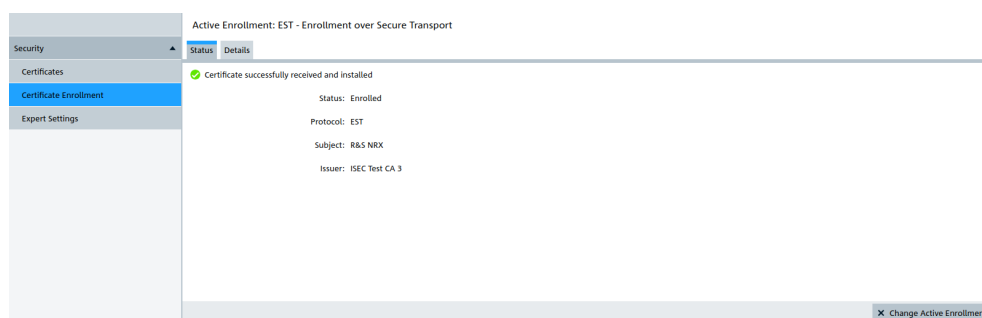 Active Enrollment: EST - Enrollment over Secure Transport
Security
Status Details
Certificates
Certificate successfully received and installed
Certificate Enrollment
Status: Enrolled
Expert Settings
Protocol: EST
Subject: R&S NRX
Issuer: ISEC Test CA 3
Change Active